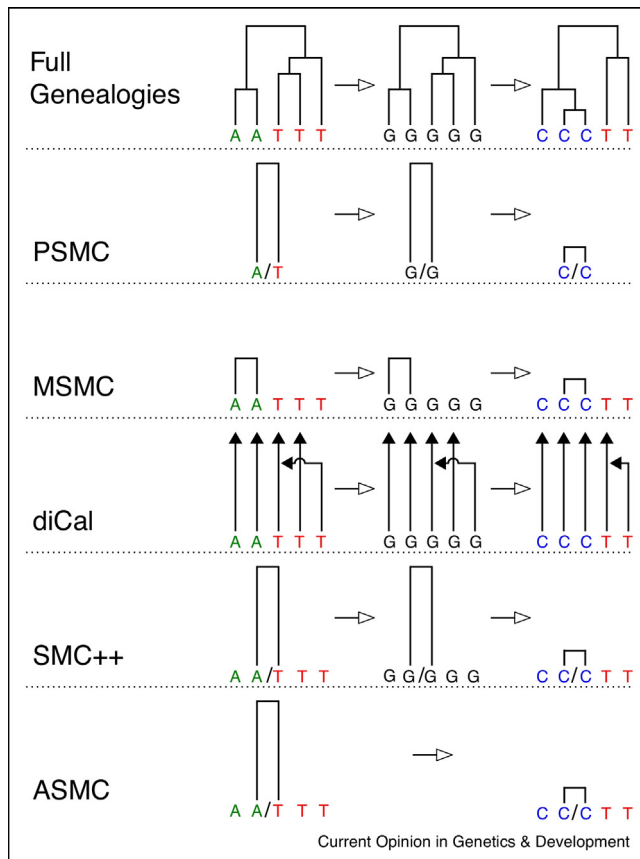 Full
Genealogies
A A T T T
G G G G G
C C C T T
PSMC
A/T
G/G
C/C
MSMC
A A T T T
G G G G G
C C C T T
diCal
A A T T T
G G G G G
C C C T T
SMC++
A A/T T T
G G/G G G
C C/C T T
ASMC
A A/T T T
C C/C T T
Current Opinion in Genetics & Development